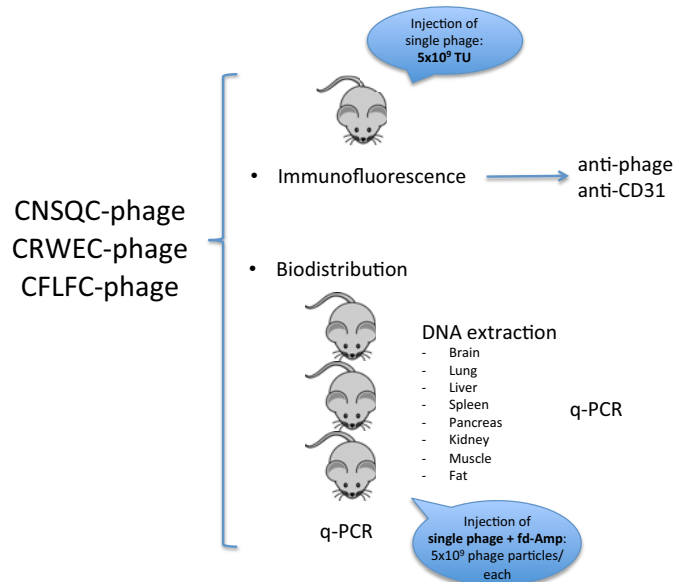 Injection of
single phage:
5x10⁹ TU
• Immunofluorescence
anti-phage
anti-CD31
CNSQC-phage
CRWEC-phage
CFLFC-phage
• Biodistribution
DNA extraction
- Brain
- Lung
- Liver
- Spleen
- Pancreas
- Kidney
- Muscle
- Fat
q-PCR
q-PCR
Injection of
single phage + fd-Amp:
5x10⁹ phage particles/
each